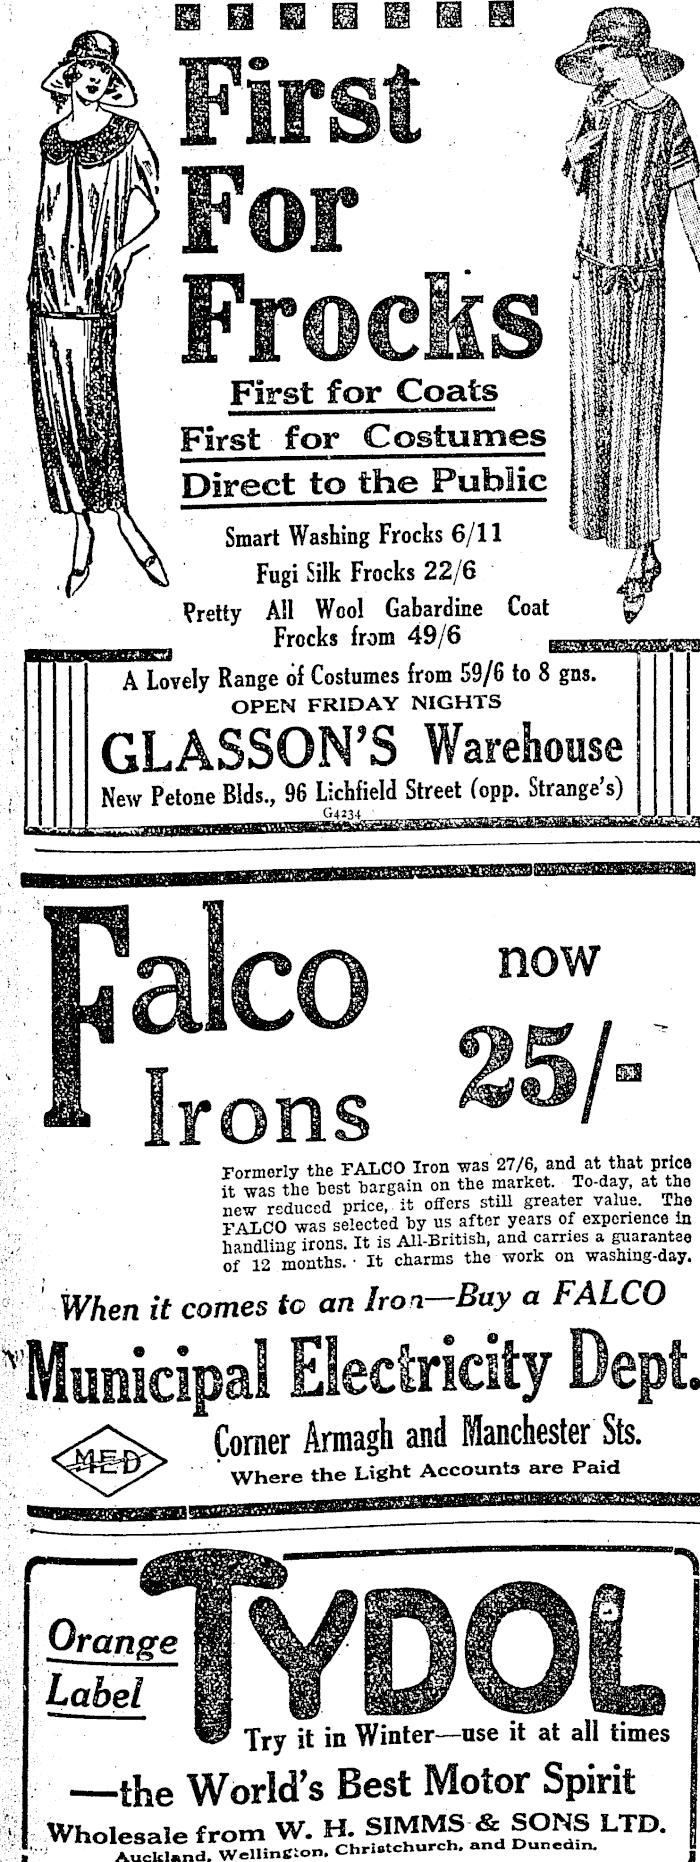 First
For
Frocks
First for Coats
First for Costumes
Direct to the Public
Smart Washing Frocks 6/11
Fugi Silk Frocks 22/6
Pretty All Wool Gabardine Coat
Frocks from 49/6
A Lovely Range of Costumes from 59/6 to 8 gns.
OPEN FRIDAY NIGHTS
GLASSON'S Warehouse
New Petone Blds., 96 Lichfield Street (opp. Strange's)
G4234
Falco
Irons
now
25/-
Formerly the FALCO Iron was 27/6, and at that price
it was the best bargain on the market. To-day, at the
new reduced price, it offers still greater value. The
FALCO was selected by us after years of experience in
handling irons. It is All-British, and carries a guarantee
of 12 months. It charms the work on washing-day.
When it comes to an Iron—Buy a FALCO
Municipal Electricity Dept.
MED
Corner Armagh and Manchester Sts.
Where the Light Accounts are Paid
Orange
Label
TYDOL
Try it in Winter—use it at all times
—the World's Best Motor Spirit
Wholesale from W. H. SIMMS & SONS LTD.
Auckland, Wellington, Christchurch, and Dunedin.